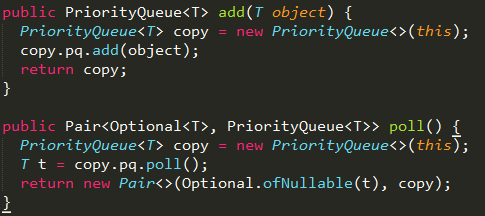 public PriorityQueue<T> add(T object) {
  PriorityQueue<T> copy = new PriorityQueue<>(this);
  copy.pq.add(object);
  return copy;
}

public Pair<Optional<T>, PriorityQueue<T>> poll() {
  PriorityQueue<T> copy = new PriorityQueue<>(this);
  T t = copy.pq.poll();
  return new Pair<>(Optional.ofNullable(t), copy);
}